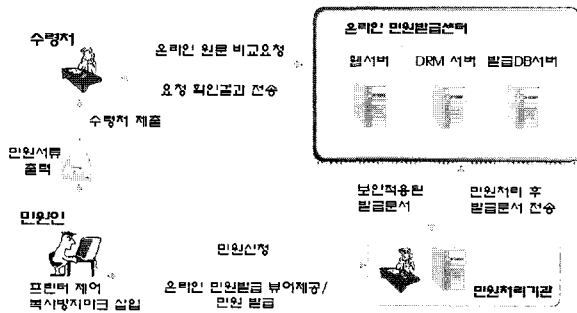 수령처
온라인 원문 비교요청
요청 확인결과 전송
온라인 민원발급센터
웹서버
DRM 서버
발급DB서버
수령처 제출
민원서류
출력
민원인
프린터 제어
복사방지마크 삽입
민원신청
온라인 민원발급 뷰어제공/
민원 발급
보안적용된
발급문서
민원처리 후
발급문서 전송
민원처리기관